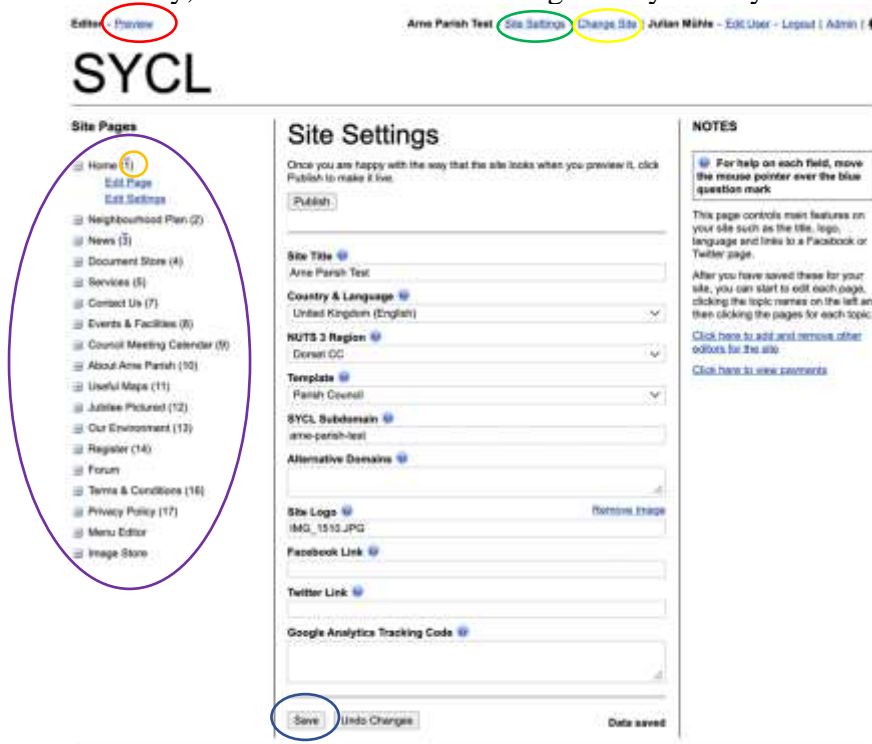 Editor - Preview
Arne Parish Test Site Settings Change Site | Julian Mühle - Edit User - Logout | Admin |
SYCL
Site Pages
Home (1)
Edit Page
Edit Settings
Neighbourhood Plan (2)
News (3)
Document Store (4)
Services (5)
Contact Us (7)
Events & Facilities (8)
Council Meeting Calendar (9)
About Arne Parish (10)
Useful Maps (11)
Jubilee Pictured (12)
Our Environment (13)
Register (14)
Forum
Terms & Conditions (16)
Privacy Policy (17)
Menu Editor
Image Store
Site Settings
Once you are happy with the way that the site looks when you preview it, click
Publish to make it live.
Publish
Site Title
Arne Parish Test
Country & Language
United Kingdom (English)
NUTS 3 Region
Dorset CC
Template
Parish Council
SYCL Subdomain
arne-parish-test
Alternative Domains
Site Logo
Remove Image
IMG_1510.JPG
Facebook Link
Twitter Link
Google Analytics Tracking Code
Save
Undo Changes
Data saved
NOTES
For help on each field, move
the mouse pointer over the blue
question mark
This page controls main features on
your site such as the title, logo,
language and links to a Facebook or
Twitter page.
After you have saved these for your
site, you can start to edit each page,
clicking the topic names on the left an
then clicking the pages for each topic.
Click here to add and remove other
editors for the site
Click here to view payments